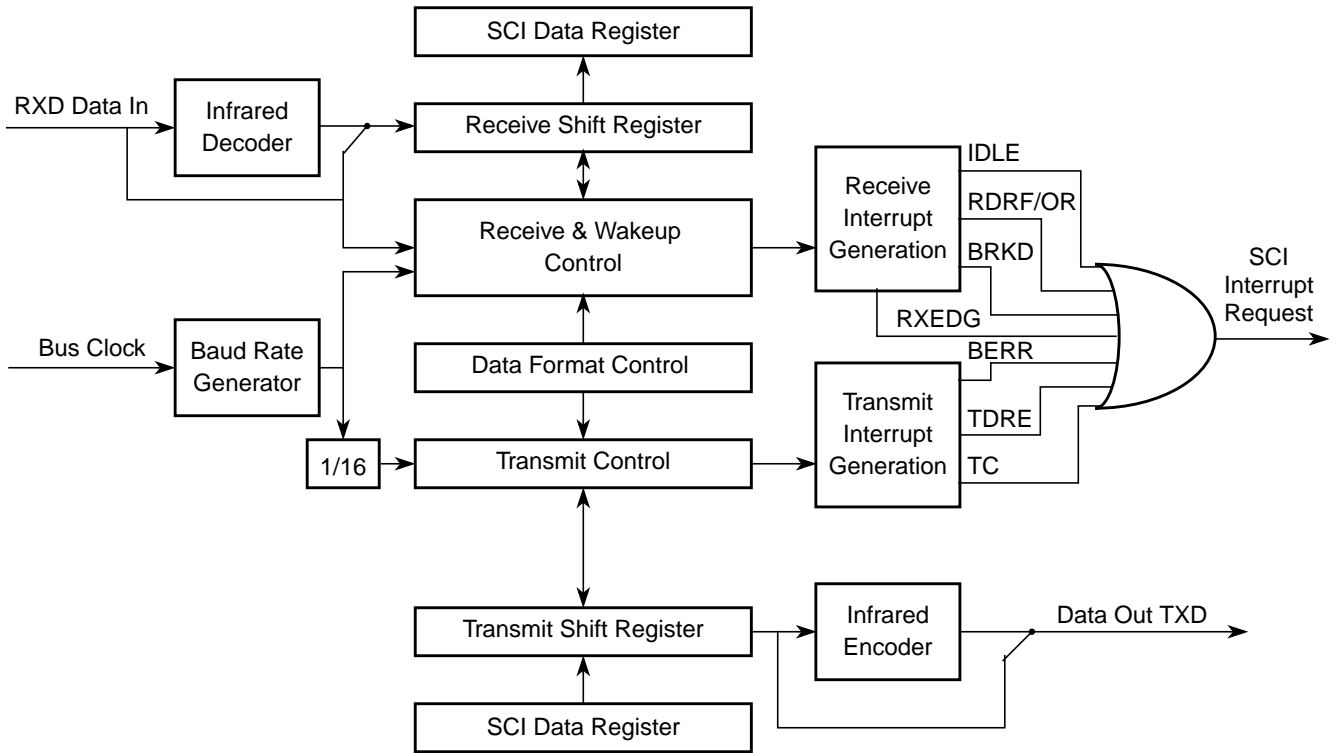 SCI Data Register
RXD Data In
Infrared
Decoder
Receive Shift Register
IDLE
Receive
Interrupt
Generation
RDRF/OR
Receive & Wakeup
Control
BRKD
SCI
Interrupt
Request
RXEDG
Bus Clock
Baud Rate
Generator
Data Format Control
BERR
Transmit
Interrupt
Generation
TDRE
1/16
Transmit Control
TC
Transmit Shift Register
Infrared
Encoder
Data Out TXD
SCI Data Register